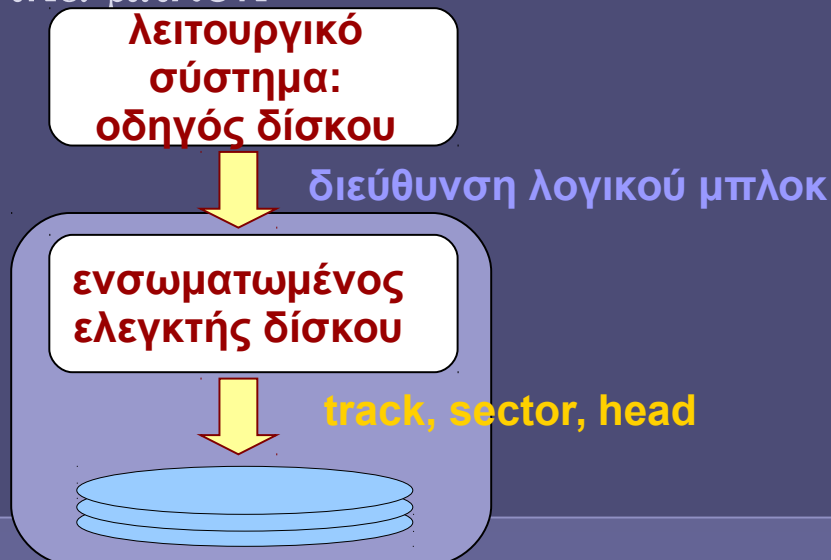 λειτουργικό
σύστημα:
οδηγός δίσκου
διεύθυνση λογικού μπλοκ
ενσωματωμένος
ελεγκτής δίσκου
track, sector, head